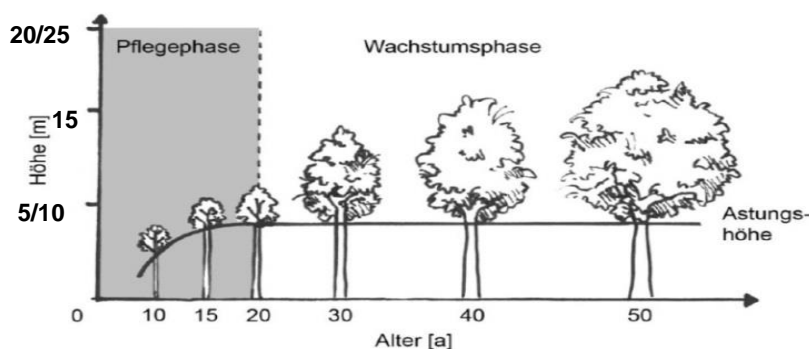 20/25
Pflegephase
Wachstumsphase
15
Höhe [m]
5/10
Astungs-
höhe
0
10
15
20
30
40
50
Alter [a]